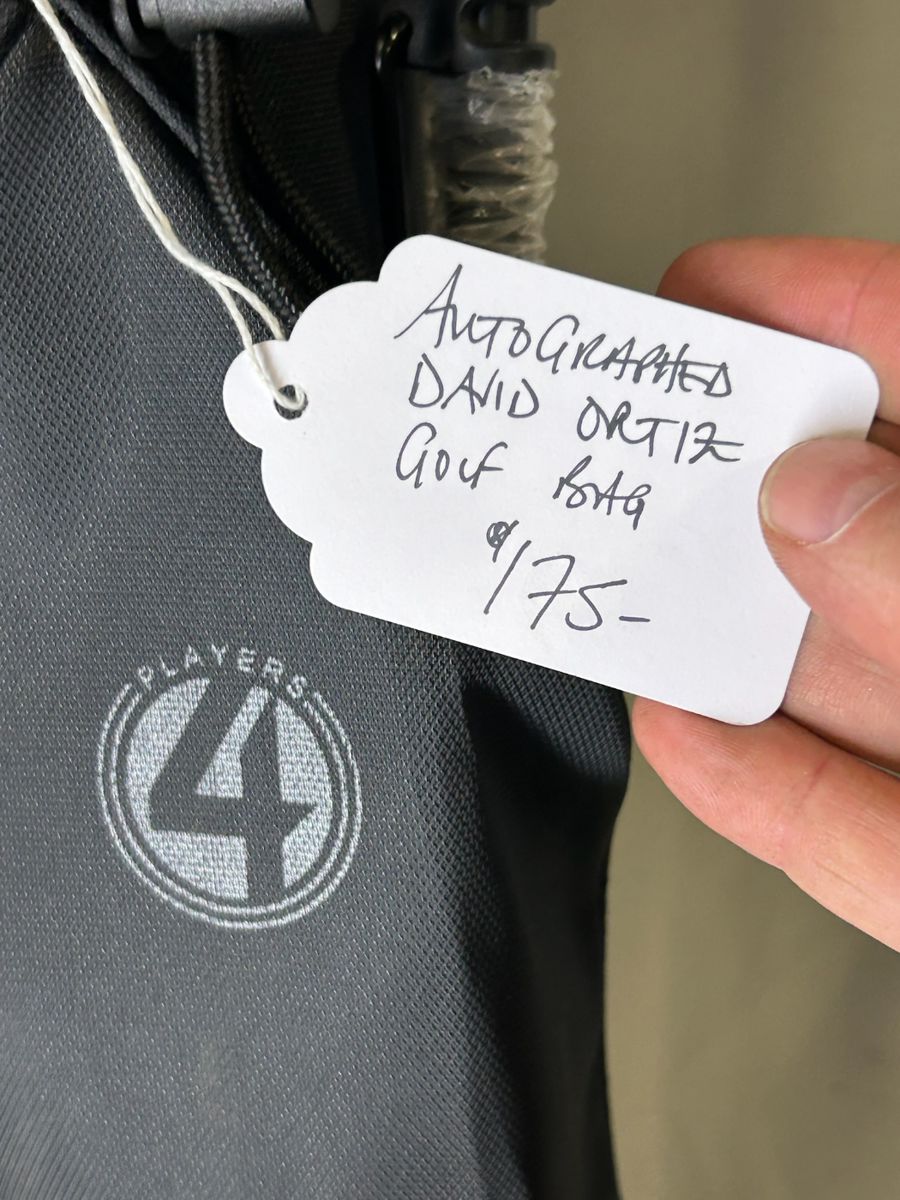 AUTOGRAPHED
DAVID ORTIZ
GOLF BAG
$175-
PLAYERS
4